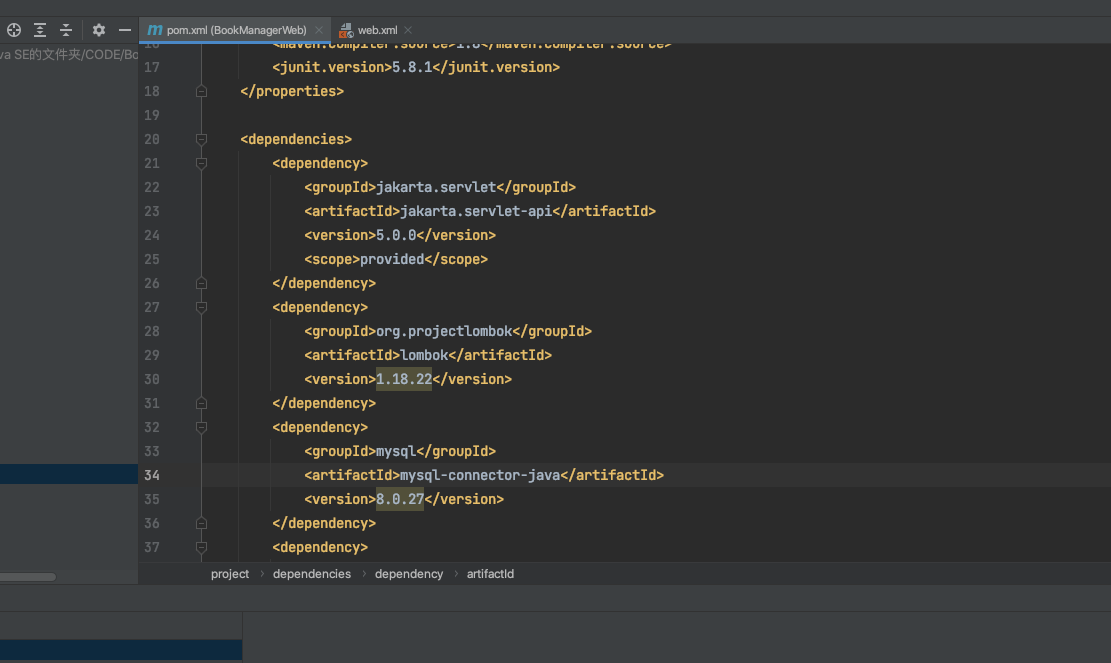 pom.xml (BookManagerWeb)
web.xml
va SE的文件夹/CODE/Bo
16 <maven.compiler.source>1.8</maven.compiler.source>
17 <junit.version>5.8.1</junit.version>
18 </properties>
19
20 <dependencies>
21 <dependency>
22 <groupId>jakarta.servlet</groupId>
23 <artifactId>jakarta.servlet-api</artifactId>
24 <version>5.0.0</version>
25 <scope>provided</scope>
26 </dependency>
27 <dependency>
28 <groupId>org.projectlombok</groupId>
29 <artifactId>lombok</artifactId>
30 <version>1.18.22</version>
31 </dependency>
32 <dependency>
33 <groupId>mysql</groupId>
34 <artifactId>mysql-connector-java</artifactId>
35 <version>8.0.27</version>
36 </dependency>
37 <dependency>
project > dependencies > dependency > artifactId